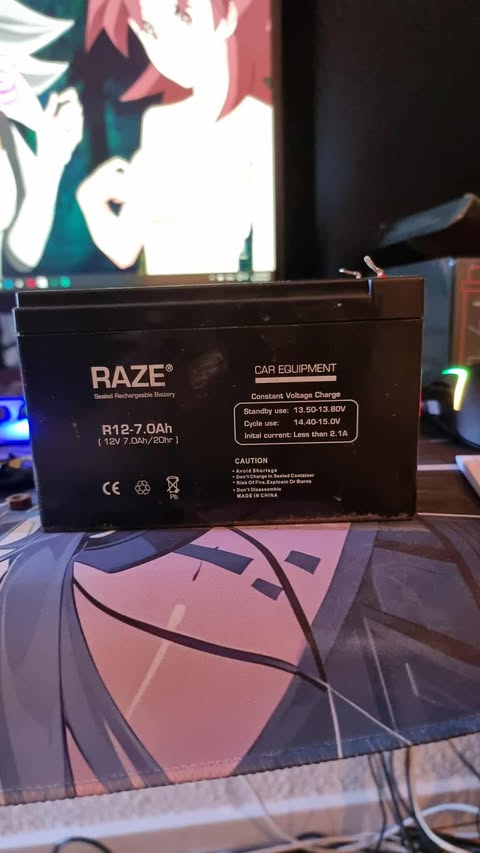 RAZE®
Sealed Rechargeable Battery
R12-7.0Ah
( 12V 7.0Ah/20hr )
CE
Pb
CAR EQUIPMENT
Constant Voltage Charge
Standby use: 13.50-13.80V
Cycle use: 14.40-15.0V
Inital current: Less than 2.1A
CAUTION
• Avoid Shortage
• Don't Charge In Sealed Container
• Risk Of Fire,Explosin Or Burns
• Don't Disassemble
MADE IN CHINA